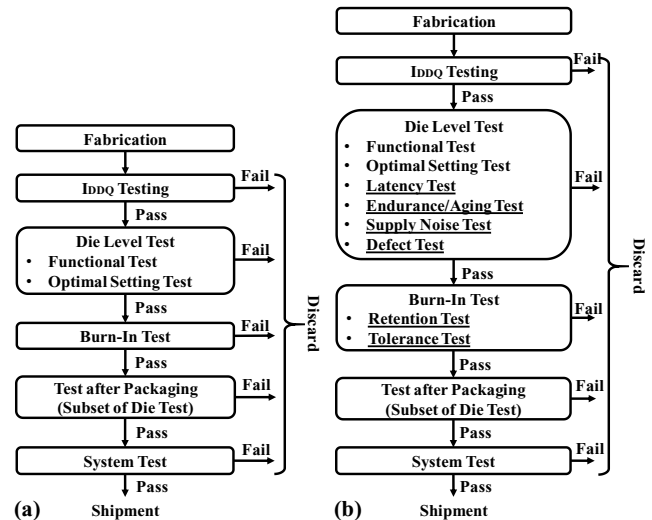 Fabrication
IDDQ Testing
Fail
Pass
Die Level Test
• Functional Test
• Optimal Setting Test
Fail
Pass
Burn-In Test
Fail
Pass
Test after Packaging
(Subset of Die Test)
Fail
Pass
System Test
Fail
Pass
Shipment
Discard
(a)
Fabrication
IDDQ Testing
Fail
Pass
Die Level Test
• Functional Test
• Optimal Setting Test
• Latency Test
• Endurance/Aging Test
• Supply Noise Test
• Defect Test
Fail
Pass
Burn-In Test
• Retention Test
• Tolerance Test
Fail
Pass
Test after Packaging
(Subset of Die Test)
Fail
Pass
System Test
Fail
Pass
Shipment
Discard
(b)